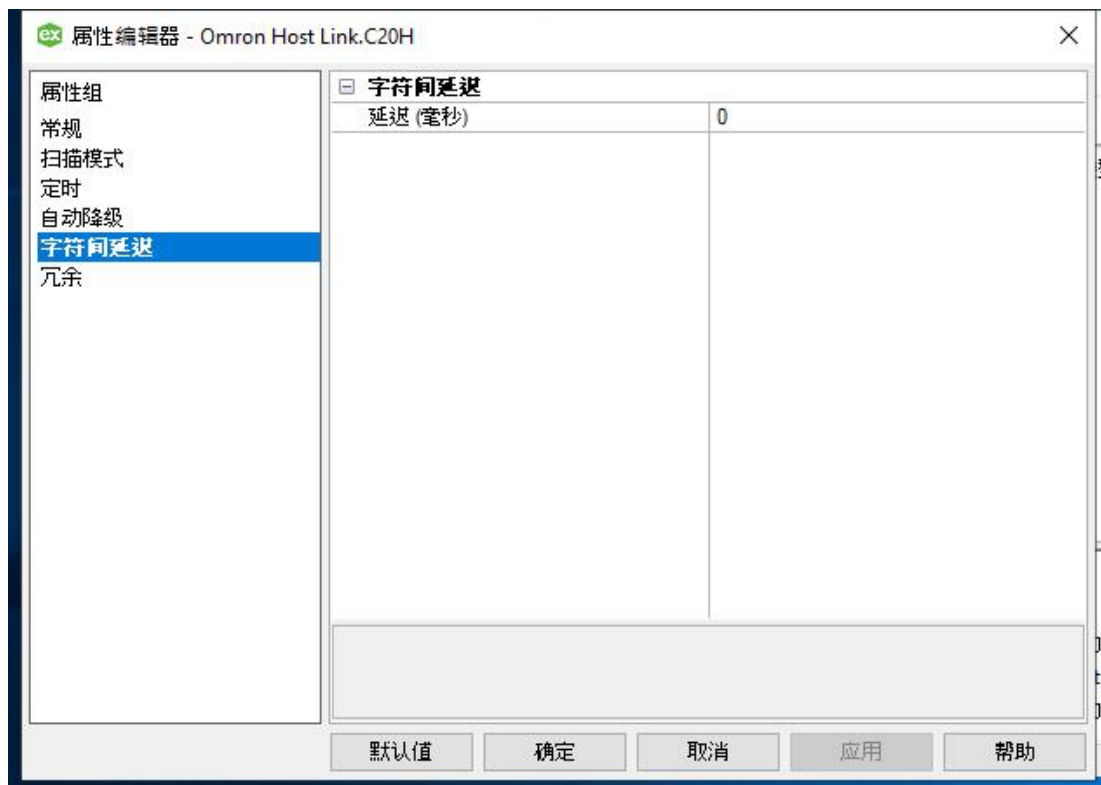 ex 属性编辑器 - Omron Host Link.C20H
属性组
常规
扫描模式
定时
自动降级
字符间延迟
冗余
字符间延迟
延迟 (毫秒) 0
默认值 确定 取消 应用 帮助